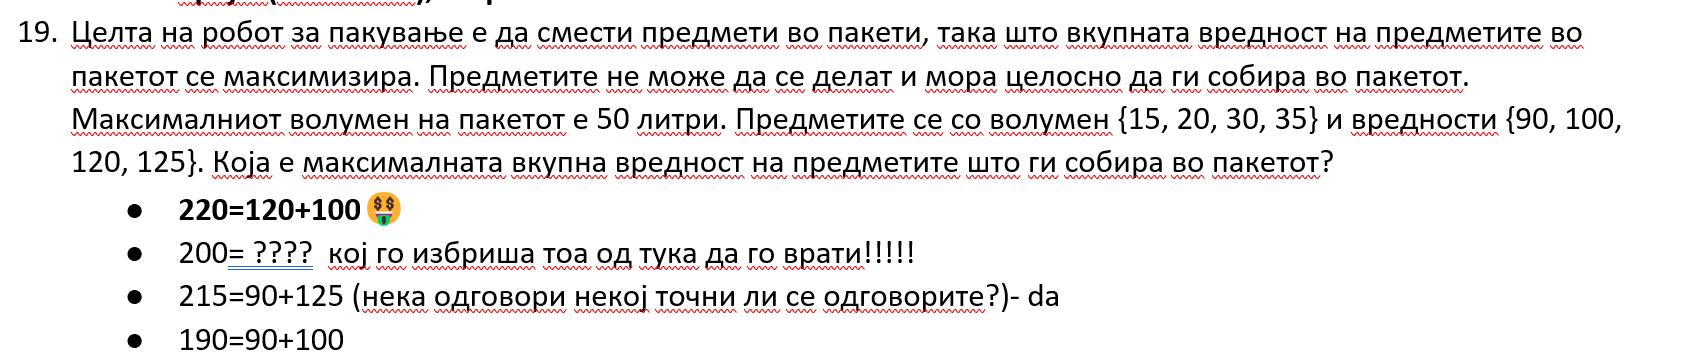 19. Целта на робот за пакување е да смести предмети во пакети, така што вкупната вредност на предметите во
пакетот се максимизира. Предметите не може да се делат и мора целосно да ги собира во пакетот.
Максималниот волумен на пакетот е 50 литри. Предметите се со волумен {15, 20, 30, 35} и вредности {90, 100,
120, 125}. Која е максималната вкупна вредност на предметите што ги собира во пакетот?
● 220=120+100🤑
● 200= ???? кој го избриша тоа од тука да го врати!!!!!
● 215=90+125 (нека одговори некој точни ли се одговорите?)- da
● 190=90+100